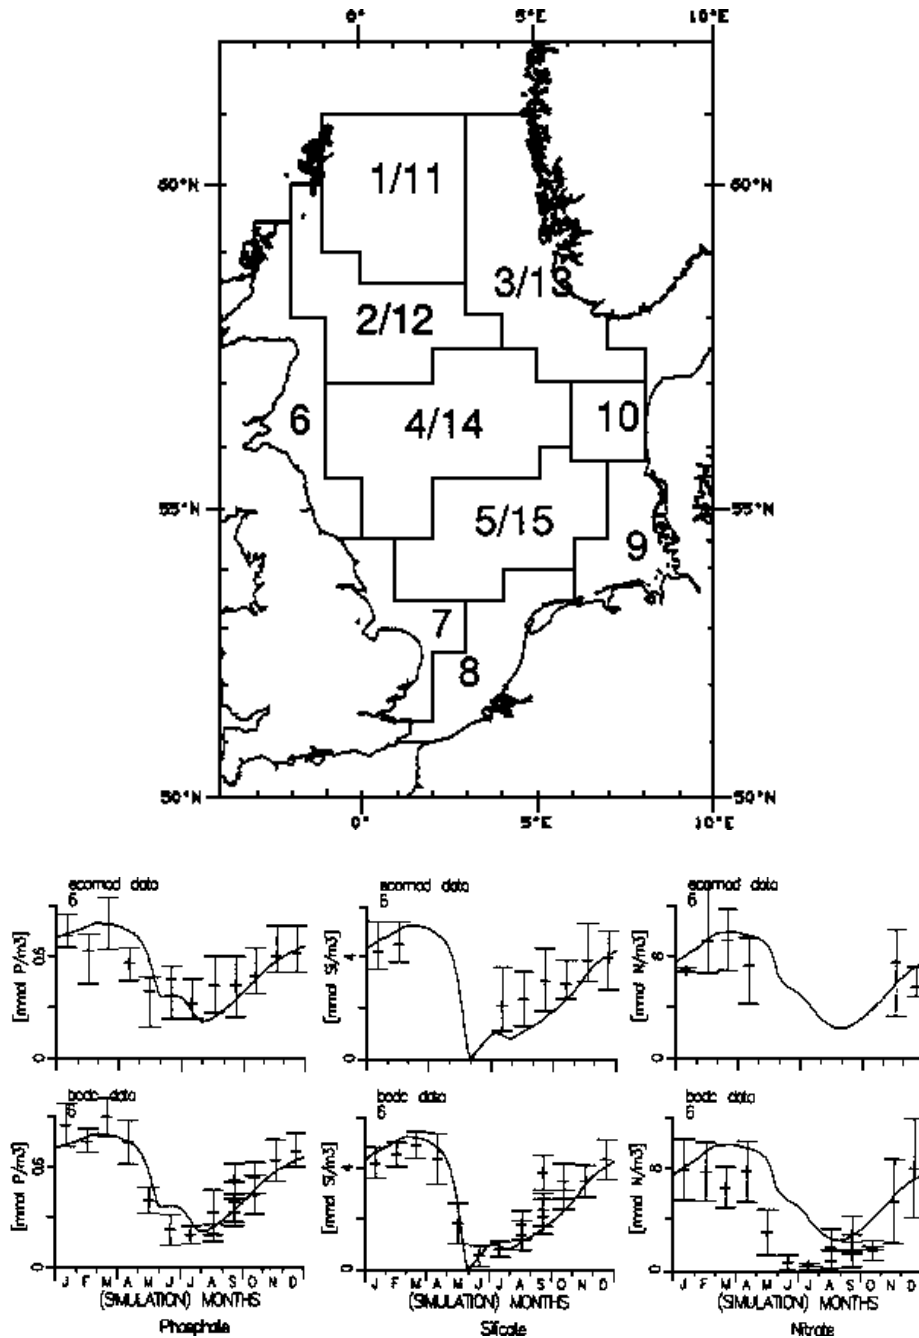 0° 5°E 10°E
60°N 1/11 60°N
3/13
2/12
6 4/14 10
55°N 5/15 55°N
9
7
8
50°N 50°N
0° 5°E 10°E
ecomod data ecomod data ecomod data
6 6 6
[mmol P/m3] 0.6 0 [mmol Si/m3] 4 0 [mmol N/m3] 8 0
bodc data bodc data bodc data
6 6 6
[mmol P/m3] 0.6 0 [mmol Si/m3] 4 0 [mmol N/m3] 8 0
J F M A M J J A S O N D J F M A M J J A S O N D J F M A M J J A S O N D
(SIMULATION) MONTHS (SIMULATION) MONTHS (SIMULATION) MONTHS
Phosphate Silicate Nitrate